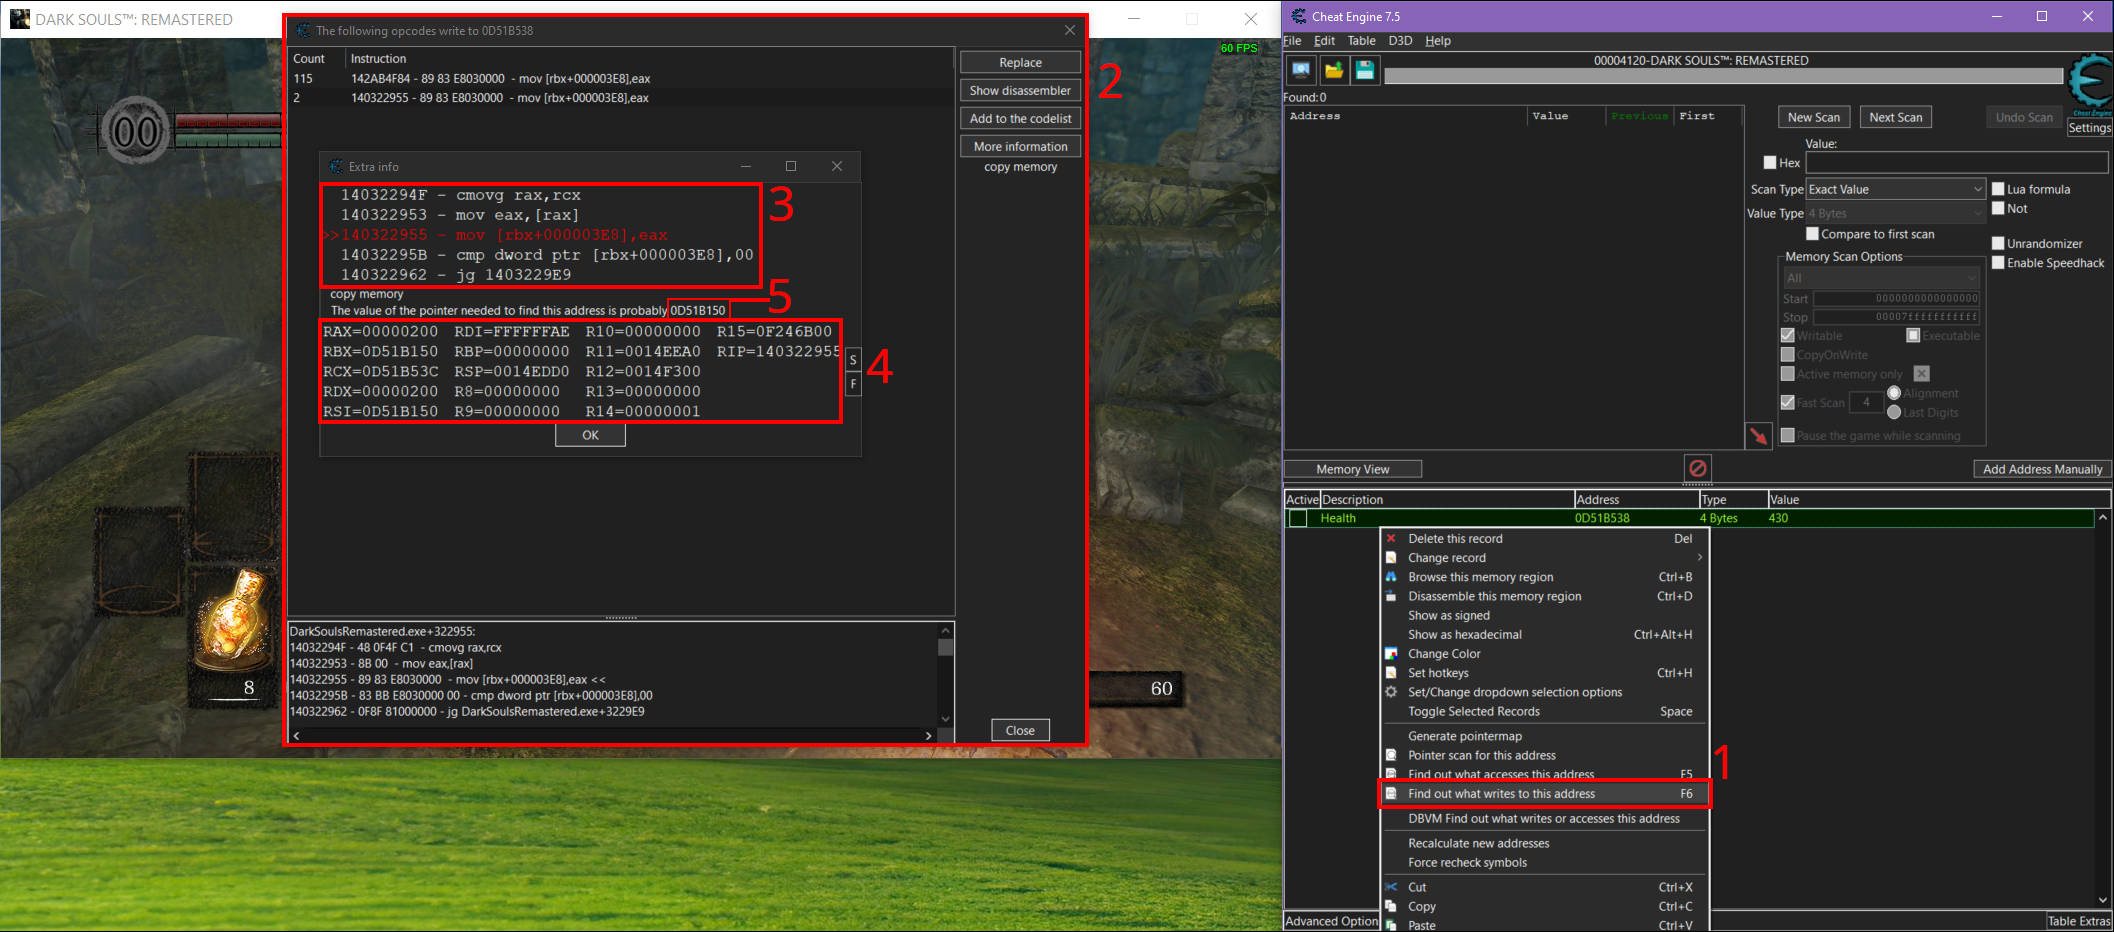 DARK SOULS™: REMASTERED
60 FPS
00
8
60
The following opcodes write to 0D51B538
Count Instruction
115 142AB4F84 - 89 83 E8030000 - mov [rbx+000003E8],eax
2 140322955 - 89 83 E8030000 - mov [rbx+000003E8],eax
Replace
Show disassembler
Add to the codelist
More information
copy memory
2
Extra info
14032294F - cmovg rax,rcx
140322953 - mov eax,[rax]
>>140322955 - mov [rbx+000003E8],eax
14032295B - cmp dword ptr [rbx+000003E8],00
140322962 - jg 1403229E9
3
copy memory
The value of the pointer needed to find this address is probably 0D51B150
5
RAX=00000200 RDI=FFFFFFAE R10=00000000 R15=0F246B00
RBX=0D51B150 RBP=00000000 R11=0014EEA0 RIP=140322955
RCX=0D51B53C RSP=0014EDD0 R12=0014F300
RDX=00000200 R8=00000000 R13=00000000
RSI=0D51B150 R9=00000000 R14=00000001
S
F
4
OK
DarkSoulsRemastered.exe+322955:
14032294F - 48 0F4F C1 - cmovg rax,rcx
140322953 - 8B 00 - mov eax,[rax]
140322955 - 89 83 E8030000 - mov [rbx+000003E8],eax <<
14032295B - 83 BB E8030000 00 - cmp dword ptr [rbx+000003E8],00
140322962 - 0F8F 81000000 - jg DarkSoulsRemastered.exe+3229E9
Close
Cheat Engine 7.5
File Edit Table D3D Help
00004120-DARK SOULS™: REMASTERED
Cheat Engine
Settings
Found:0
Address Value Previous First
New Scan Next Scan Undo Scan
Value:
Hex
Scan Type Exact Value
Value Type 4 Bytes
Lua formula
Not
Compare to first scan
Unrandomizer
Enable Speedhack
Memory Scan Options
All
Start 0000000000000000
Stop 00007fffffffffff
Writable Executable
CopyOnWrite
Active memory only
Fast Scan 4 Alignment
Last Digits
Pause the game while scanning
Memory View Add Address Manually
Active Description Address Type Value
Health 0D51B538 4 Bytes 430
Delete this record Del
Change record
Browse this memory region Ctrl+B
Disassemble this memory region Ctrl+D
Show as signed
Show as hexadecimal Ctrl+Alt+H
Change Color
Set hotkeys Ctrl+H
Set/Change dropdown selection options
Toggle Selected Records Space
Generate pointermap
Pointer scan for this address
Find out what accesses this address F5
Find out what writes to this address F6
1
DBVM Find out what writes or accesses this address
Recalculate new addresses
Force recheck symbols
Cut Ctrl+X
Copy Ctrl+C
Paste Ctrl+V
Advanced Option
Table Extras